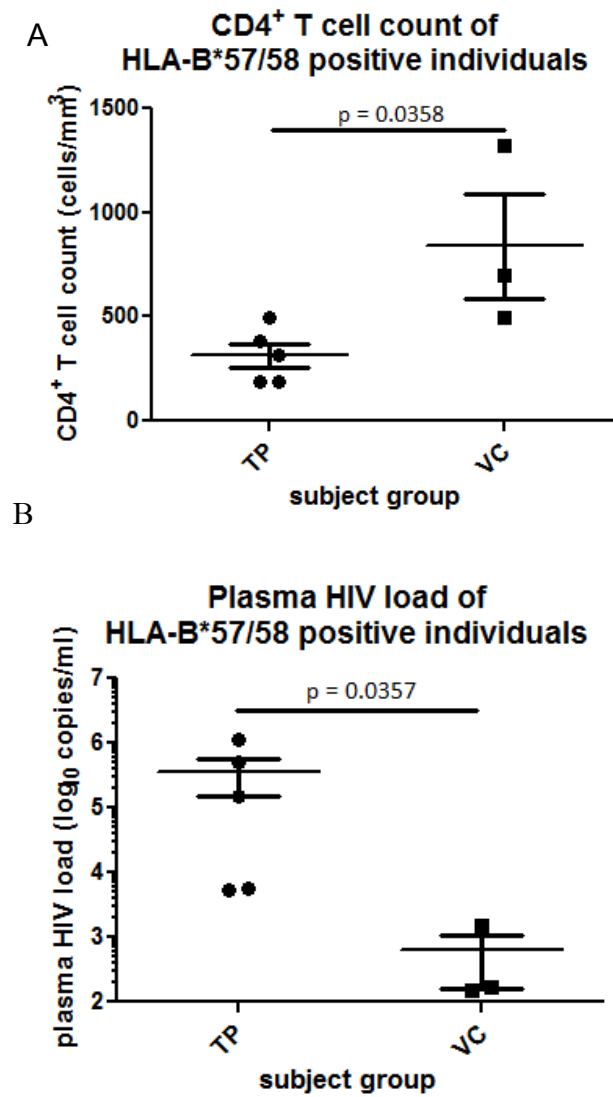 A
CD4⁺ T cell count of
HLA-B*57/58 positive individuals
CD4⁺ T cell count (cells/mm³)
1500
1000
500
0
p = 0.0358
TP
VC
subject group
B
Plasma HIV load of
HLA-B*57/58 positive individuals
plasma HIV load (log₁₀ copies/ml)
7
6
5
4
3
2
p = 0.0357
TP
VC
subject group